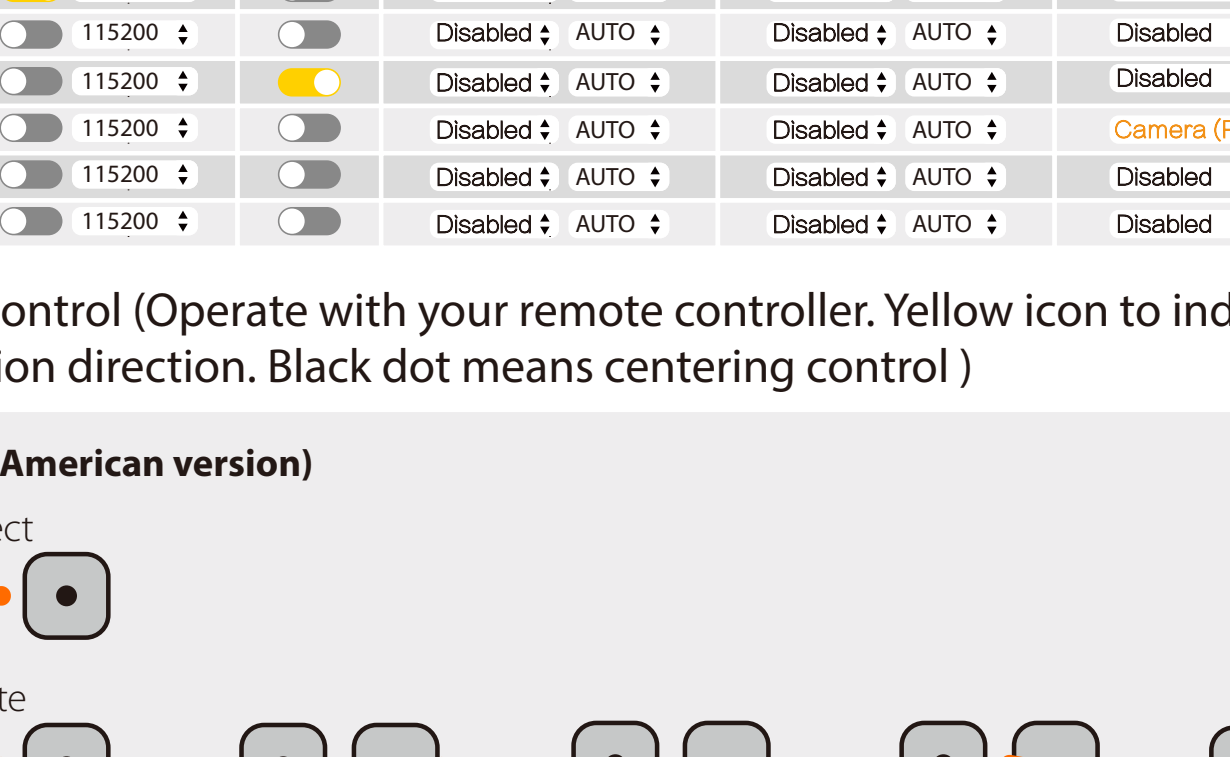 115200 Disabled AUTO Disabled AUTO Disabled
115200 Disabled AUTO Disabled AUTO Disabled
115200 Disabled AUTO Disabled AUTO Camera (
115200 Disabled AUTO Disabled AUTO Disabled
115200 Disabled AUTO Disabled AUTO Disabled
ontrol (Operate with your remote controller. Yellow icon to ind
ion direction. Black dot means centering control )
American version)
ect
te